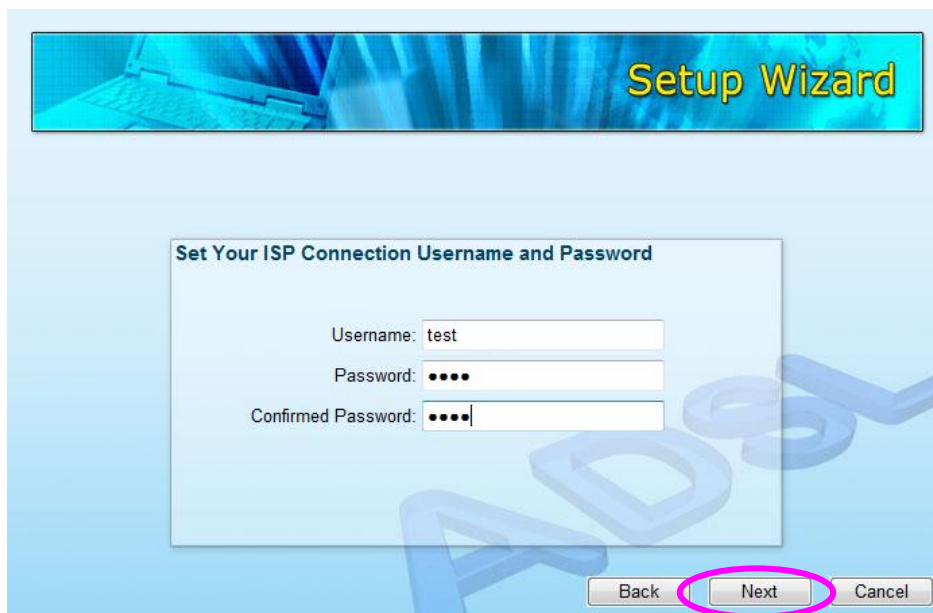 Setup Wizard
Set Your ISP Connection Username and Password
Username: test
Password: ••••
Confirmed Password: ••••
ADSL
Back Next Cancel